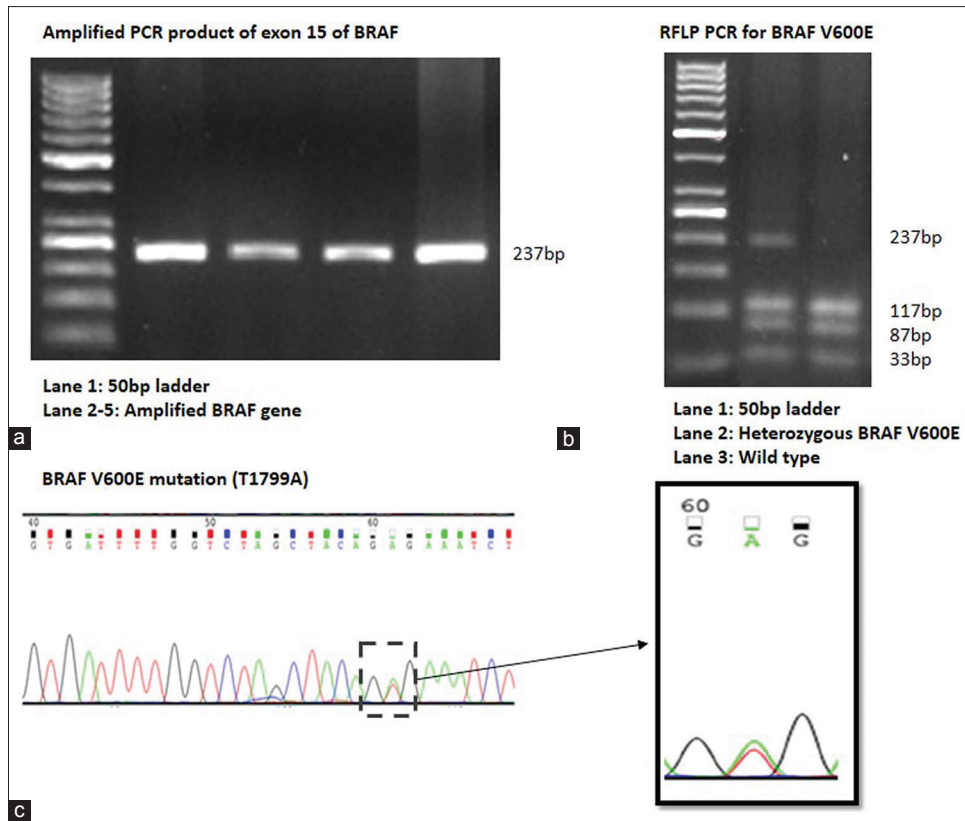 Amplified PCR product of exon 15 of BRAF
237bp
Lane 1: 50bp ladder
Lane 2-5: Amplified BRAF gene
a
RFLP PCR for BRAF V600E
237bp
117bp
87bp
33bp
Lane 1: 50bp ladder
Lane 2: Heterozygous BRAF V600E
Lane 3: Wild type
b
BRAF V600E mutation (T1799A)
40 50 60
G T G A T T T T G G T C T A G C T A C A G A G A A A T C T
60
G A G
c